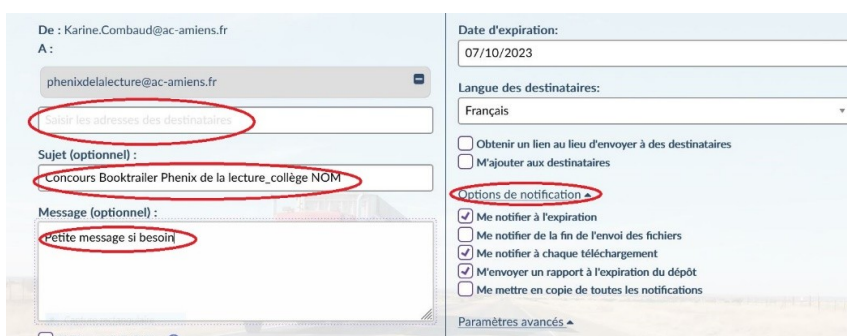 De : Karine.Combaud@ac-amiens.fr
A :
phenixdelalecture@ac-amiens.fr
Saisir les adresses des destinataires
Sujet (optionnel) :
Concours Booktrailer Phenix de la lecture_collège NOM
Message (optionnel) :
Petite message si besoin
Date d'expiration:
07/10/2023
Langue des destinataires:
Français
Obtenir un lien au lieu d'envoyer à des destinataires
M'ajouter aux destinataires
Options de notification
Me notifier à l'expiration
Me notifier de la fin de l'envoi des fichiers
Me notifier à chaque téléchargement
M'envoyer un rapport à l'expiration du dépôt
Me mettre en copie de toutes les notifications
Paramètres avancés